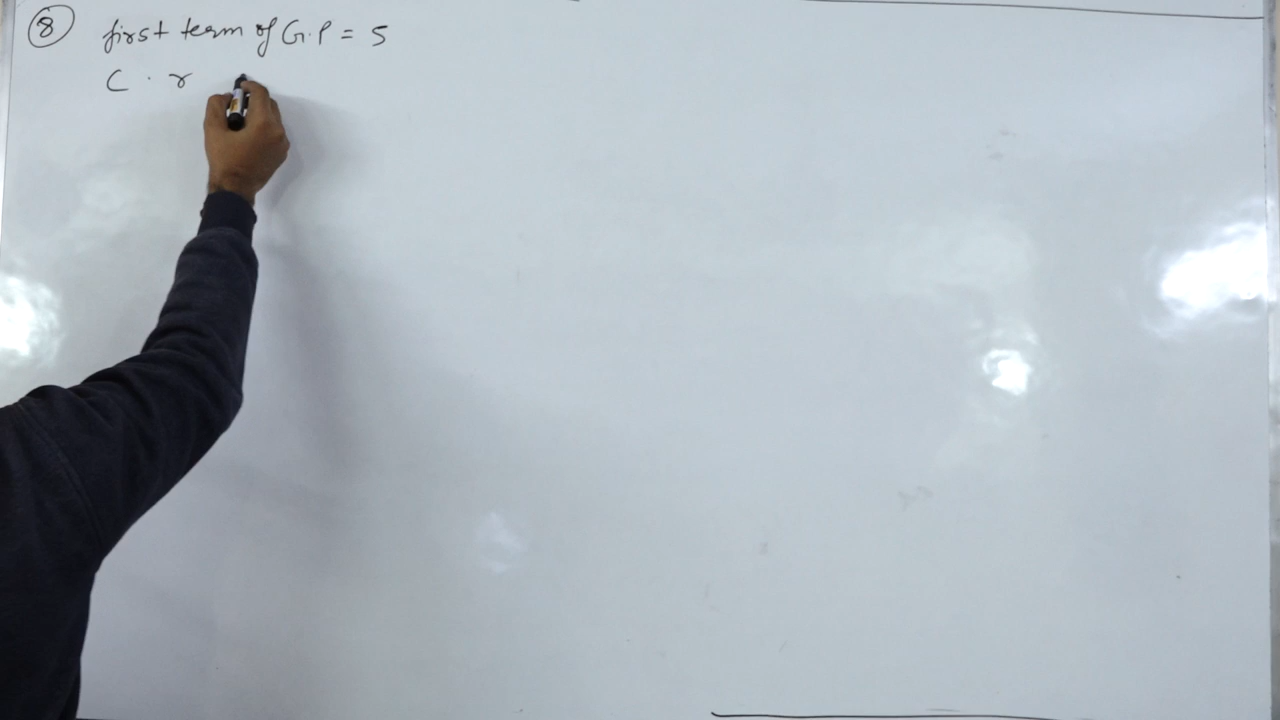 ⑧ first term of G.P = 5
C . r